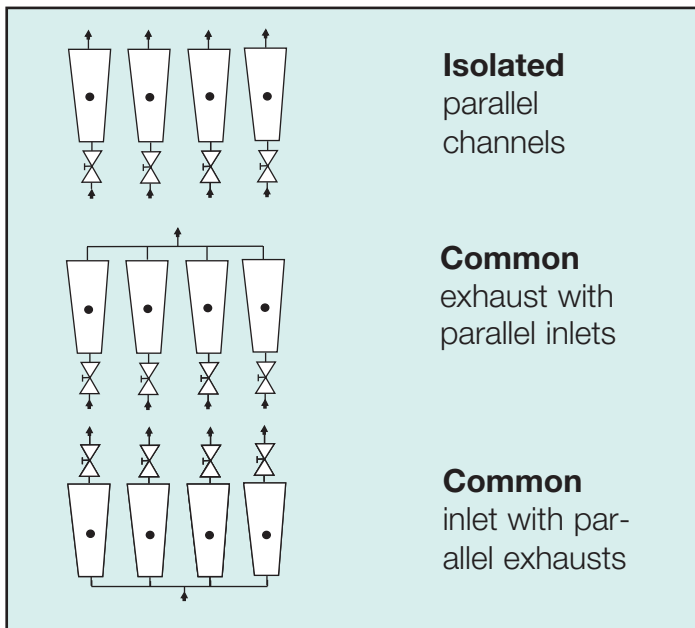 Isolated
parallel
channels
Common
exhaust with
parallel inlets
Common
inlet with par-
allel exhausts